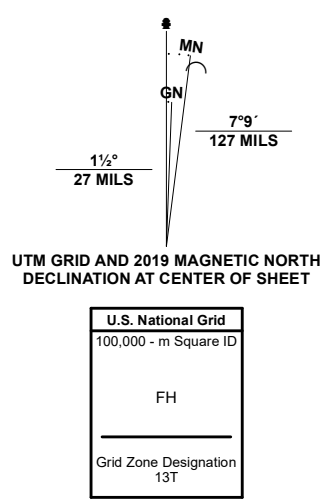 MN
GN
7°9´
127 MILS
1½°
27 MILS
UTM GRID AND 2019 MAGNETIC NORTH
DECLINATION AT CENTER OF SHEET
U.S. National Grid
100,000 - m Square ID
FH
Grid Zone Designation
13T